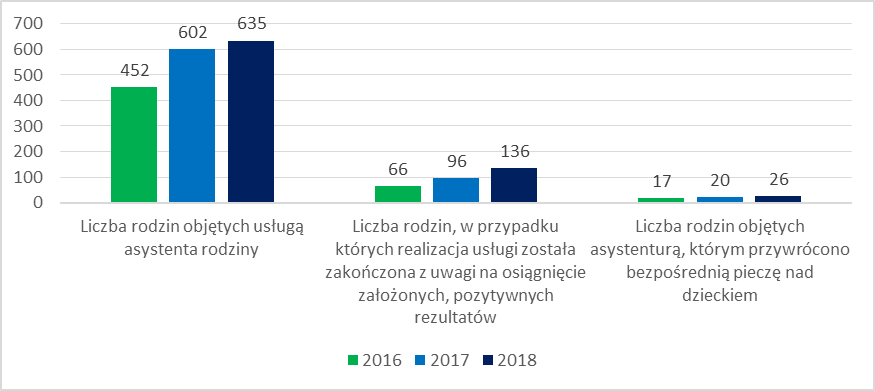 700
600
500
400
300
200
100
0
452
602
635
66
96
136
17
20
26
Liczba rodzin objętych usługą
asystenta rodziny
Liczba rodzin, w przypadku
których realizacja usługi została
zakończona z uwagi na osiągnięcie
założonych, pozytywnych
rezultatów
Liczba rodzin objętych
asystenturą, którym przywrócono
bezpośrednią pieczę nad
dzieckiem
2016 2017 2018